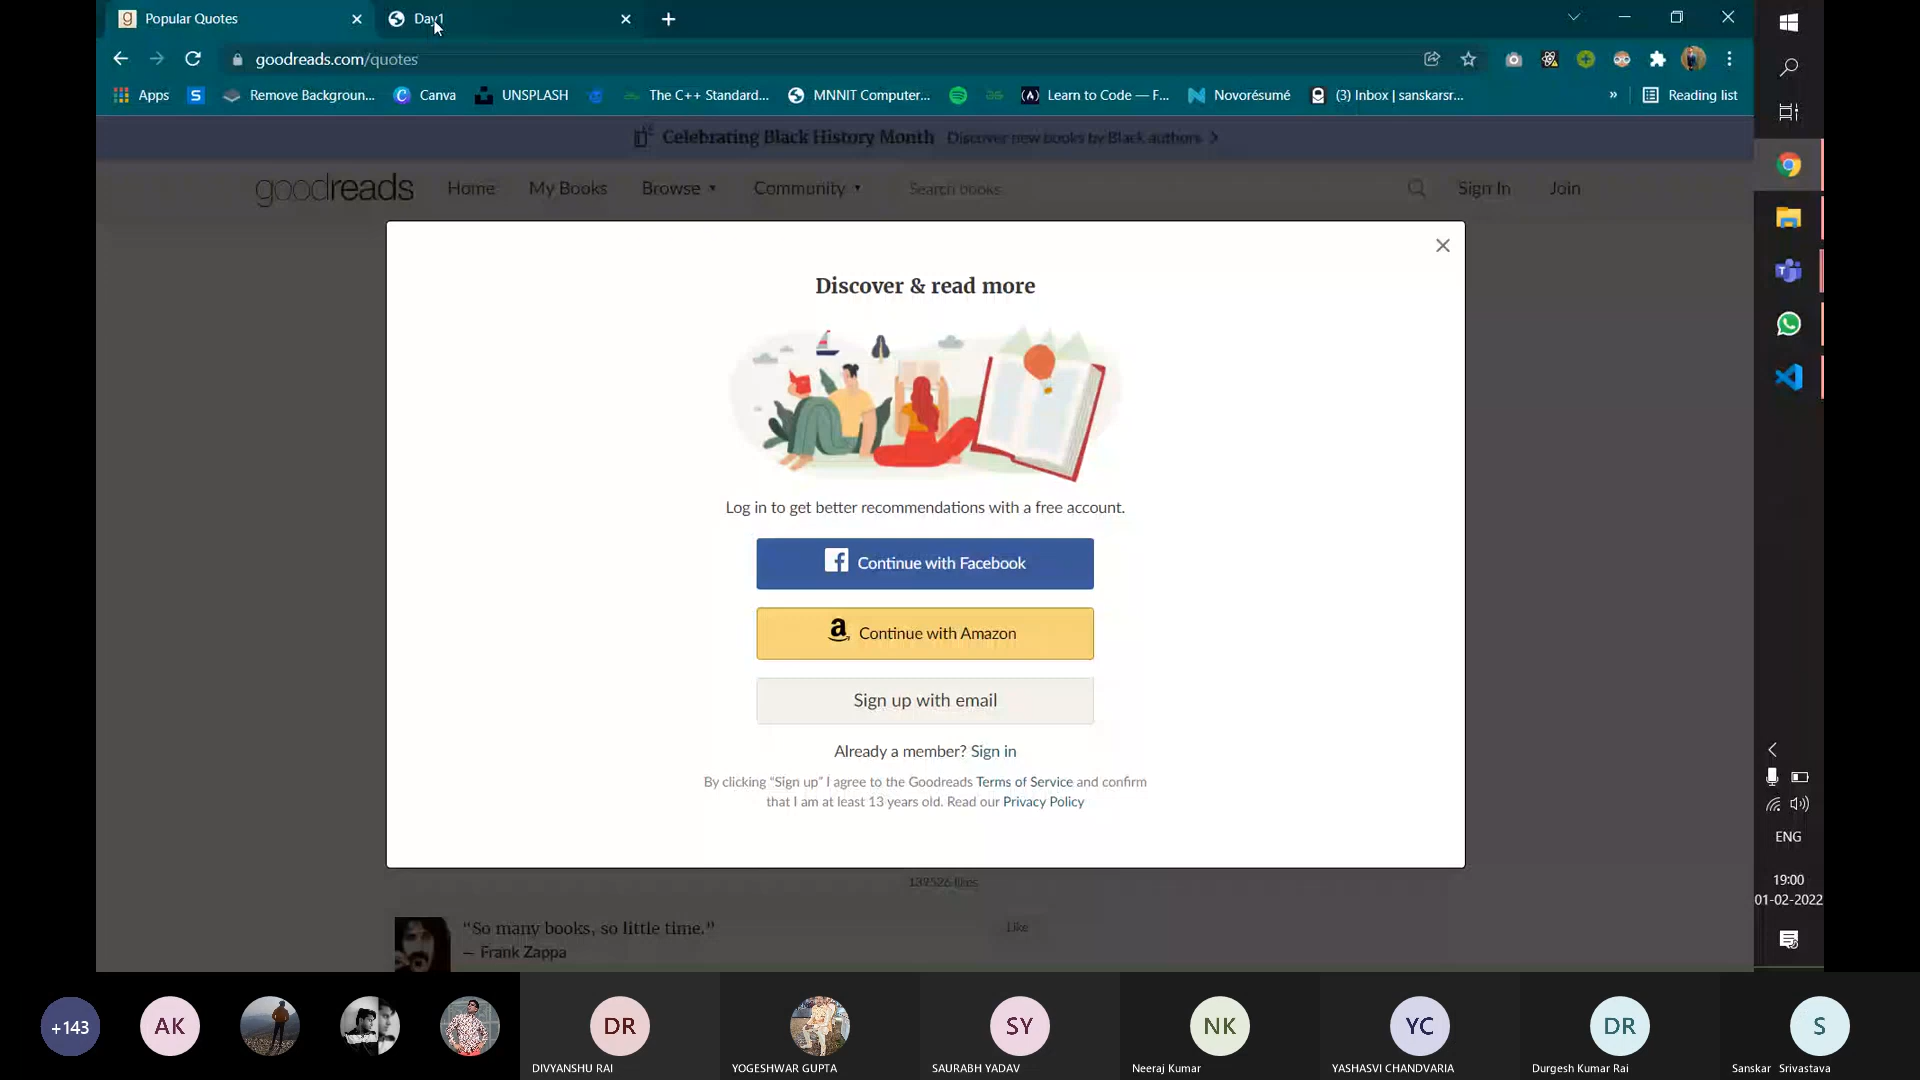 Popular Quotes
Day1
goodreads.com/quotes
Apps
S
Remove Backgroun...
Canva
UNSPLASH
The C++ Standard...
MNNIT Computer...
Learn to Code — F...
Novorésumé
(3) Inbox | sanskarsr...
»
Reading list
Celebrating Black History Month Discover new books by Black authors
goodreads
Home
My Books
Browse
Community
Search books
Sign In
Join
Discover & read more
Log in to get better recommendations with a free account.
Continue with Facebook
Continue with Amazon
Sign up with email
Already a member? Sign in
By clicking “Sign up” I agree to the Goodreads Terms of Service and confirm
that I am at least 13 years old. Read our Privacy Policy
139526 likes
“So many books, so little time.”
― Frank Zappa
Like
ENG
19:00
01-02-2022
+143
AK
DR
SY
NK
YC
DR
S
DIVYANSHU RAI
YOGESHWAR GUPTA
SAURABH YADAV
Neeraj Kumar
YASHASVI CHANDVARIA
Durgesh Kumar Rai
Sanskar Srivastava